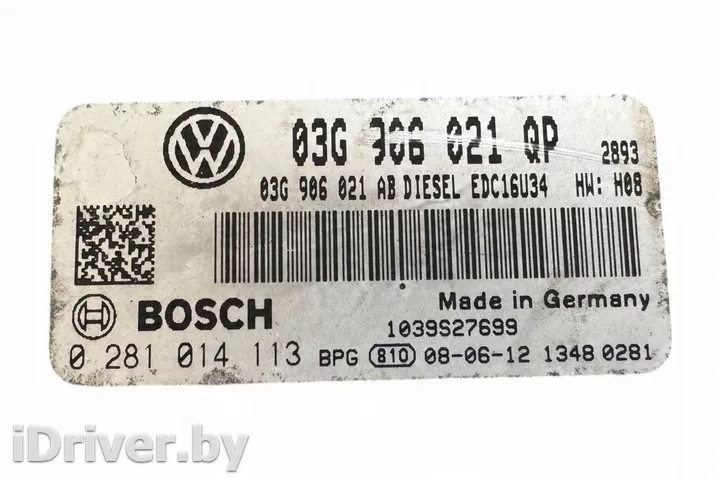 03G 906 021 QP 2893
03G 906 021 AB DIESEL EDC16U34 HW: H08
BOSCH Made in Germany
1039S27699
0 281 014 113 BPG 810 08-06-12 1348 0281
iDriver.by